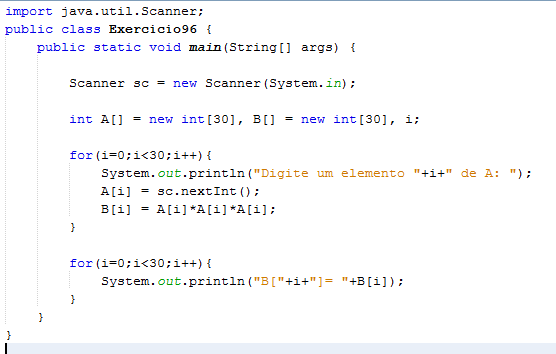 import java.util.Scanner;
public class Exercicio96 {
    public static void main(String[] args) {
        Scanner sc = new Scanner(System.in);
        int A[] = new int[30], B[] = new int[30], i;
        for(i=0;i<30;i++){
            System.out.println("Digite um elemento "+i+" de A: ");
            A[i] = sc.nextInt();
            B[i] = A[i]*A[i]*A[i];
        }
        for(i=0;i<30;i++){
            System.out.println("B["+i+"]= "+B[i]);
        }
    }
}